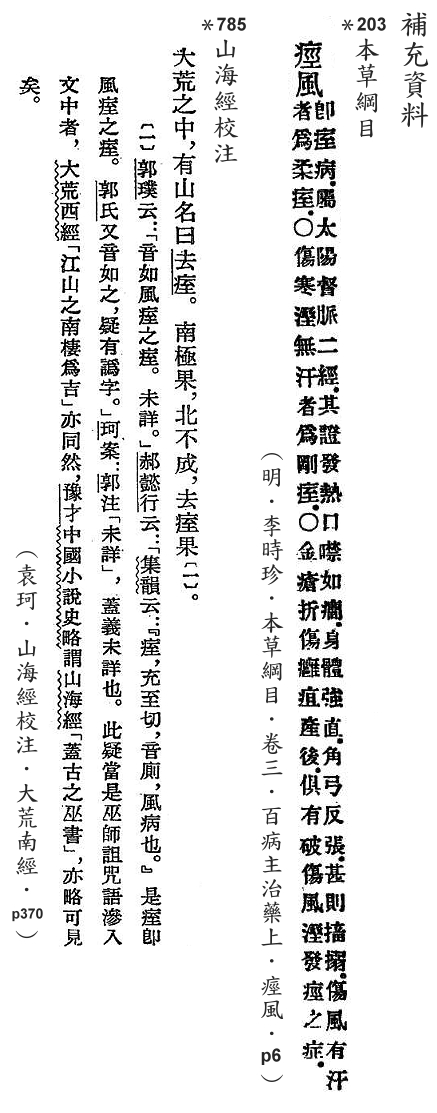 補充資料
＊203
本草綱目
痙風
即痓病。屬太陽督脈二經。其證發熱口噤如癇。身體強直。角弓反張。甚則搐搦。傷風有汗
者爲柔痓。〇傷寒溼無汗者爲剛痓。〇金瘡折傷癰疽產後。俱有破傷風溼發痙之症。
（明．李時珍．本草綱目．卷三．百病主治藥上．痙風．p6）
＊785
山海經校注
大荒之中，有山名曰去痓。南極果，北不成，去痓果〔一〕。
〔一〕郭璞云：「音如風痓之痓。未詳。」郝懿行云：「集韻云：『痓，充至切，音廁，風病也。』是痓即
風痓之痓。郭氏又音如之，疑有譌字。」珂案：郭注「未詳」，蓋義未詳也。此疑當是巫師詛咒語滲入
文中者，大荒西經「江山之南棲爲吉」亦同然，豫才中國小說史略謂山海經「蓋古之巫書」，亦略可見
矣。
（袁珂．山海經校注．大荒南經．p370）